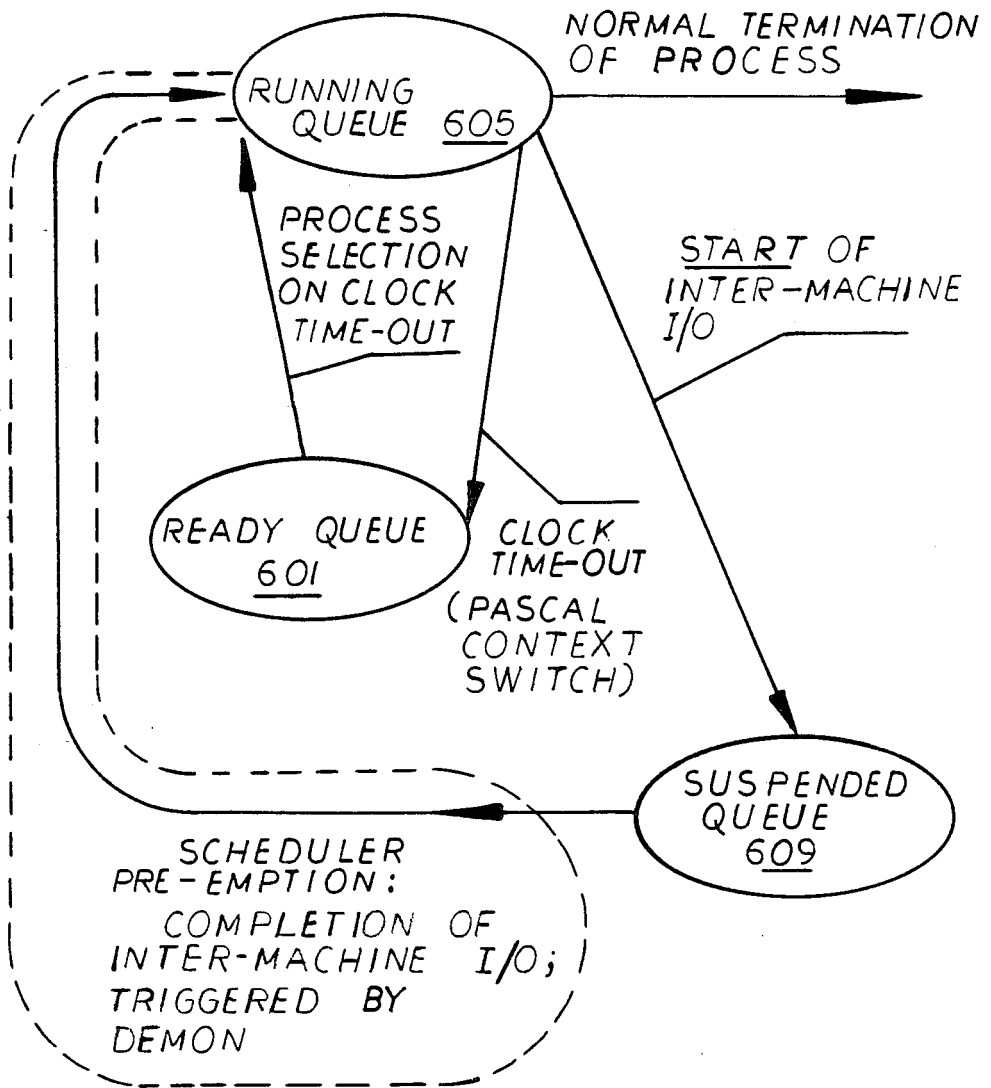 NORMAL TERMINATION
OF PROCESS
RUNNING
QUEUE 605
PROCESS
SELECTION
ON CLOCK
TIME-OUT
START OF
INTER-MACHINE
I/O
READY QUEUE
601
CLOCK
TIME-OUT
(PASCAL
CONTEXT
SWITCH)
SUSPENDED
QUEUE
609
SCHEDULER
PRE-EMPTION:
COMPLETION OF
INTER-MACHINE I/O;
TRIGGERED BY
DEMON